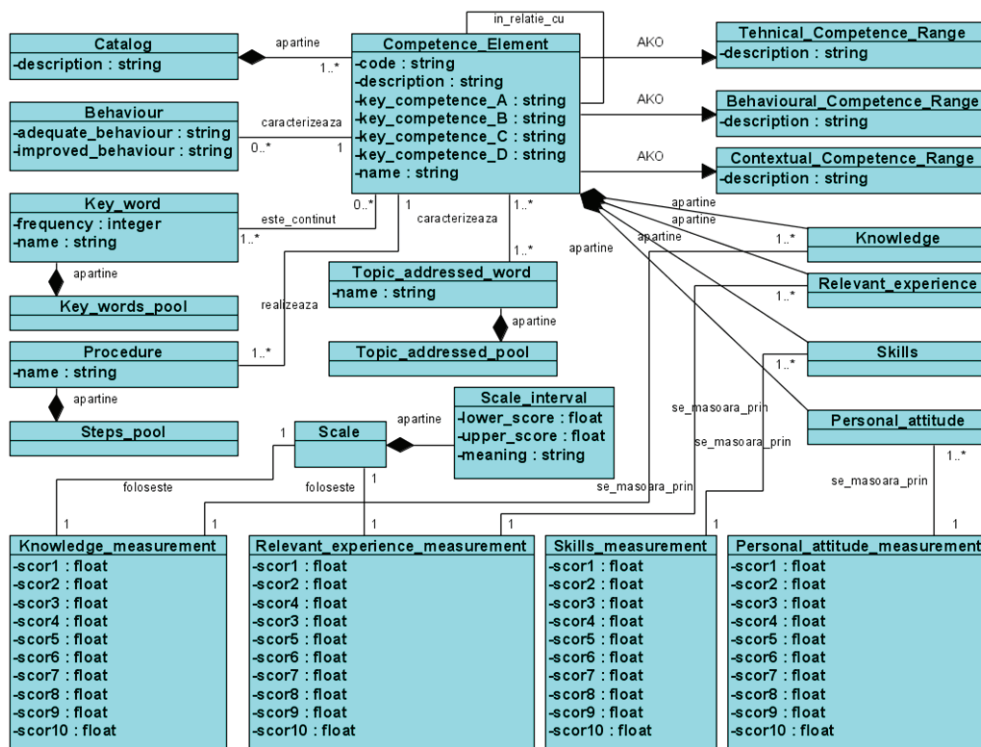 in_relatie_cu
Catalog
-description : string
apartine
1..*
Competence_Element
-code : string
-description : string
-key_competence_A : string
-key_competence_B : string
-key_competence_C : string
-key_competence_D : string
-name : string
AKO
Tehnical_Competence_Range
-description : string
Behaviour
-adequate_behaviour : string
-improved_behaviour : string
caracterizeaza
0..*
1
AKO
Behavioural_Competence_Range
-description : string
AKO
Contextual_Competence_Range
-description : string
Key_word
-frequency : integer
-name : string
este_continut
0..*
1..*
1
caracterizeaza
1..*
1..*
apartine
apartine
apartine
apartine
1..*
Knowledge
apartine
Key_words_pool
Topic_addressed_word
-name : string
1..*
Relevant_experience
realizeaza
apartine
Procedure
-name : string
1..*
Topic_addressed_pool
Skills
1..*
apartine
Steps_pool
Scale
apartine
Scale_interval
-lower_score : float
-upper_score : float
-meaning : string
se_masoara_prin
Personal_attitude
se_masoara_prin
1..*
1
1
foloseste
foloseste
se_masoara_prin
se_masoara_prin
1
1
1
1
1
1
Knowledge_measurement
-scor1 : float
-scor2 : float
-scor3 : float
-scor4 : float
-scor5 : float
-scor6 : float
-scor7 : float
-scor8 : float
-scor9 : float
-scor10 : float
Relevant_experience_measurement
-scor1 : float
-scor2 : float
-scor4 : float
-scor3 : float
-scor5 : float
-scor6 : float
-scor7 : float
-scor8 : float
-scor9 : float
-scor10 : float
Skills_measurement
-scor1 : float
-scor2 : float
-scor3 : float
-scor4 : float
-scor5 : float
-scor6 : float
-scor7 : float
-scor8 : float
-scor9 : float
-scor10 : float
Personal_attitude_measurement
-scor1 : float
-scor2 : float
-scor3 : float
-scor4 : float
-scor5 : float
-scor6 : float
-scor7 : float
-scor8 : float
-scor9 : float
-scor10 : float